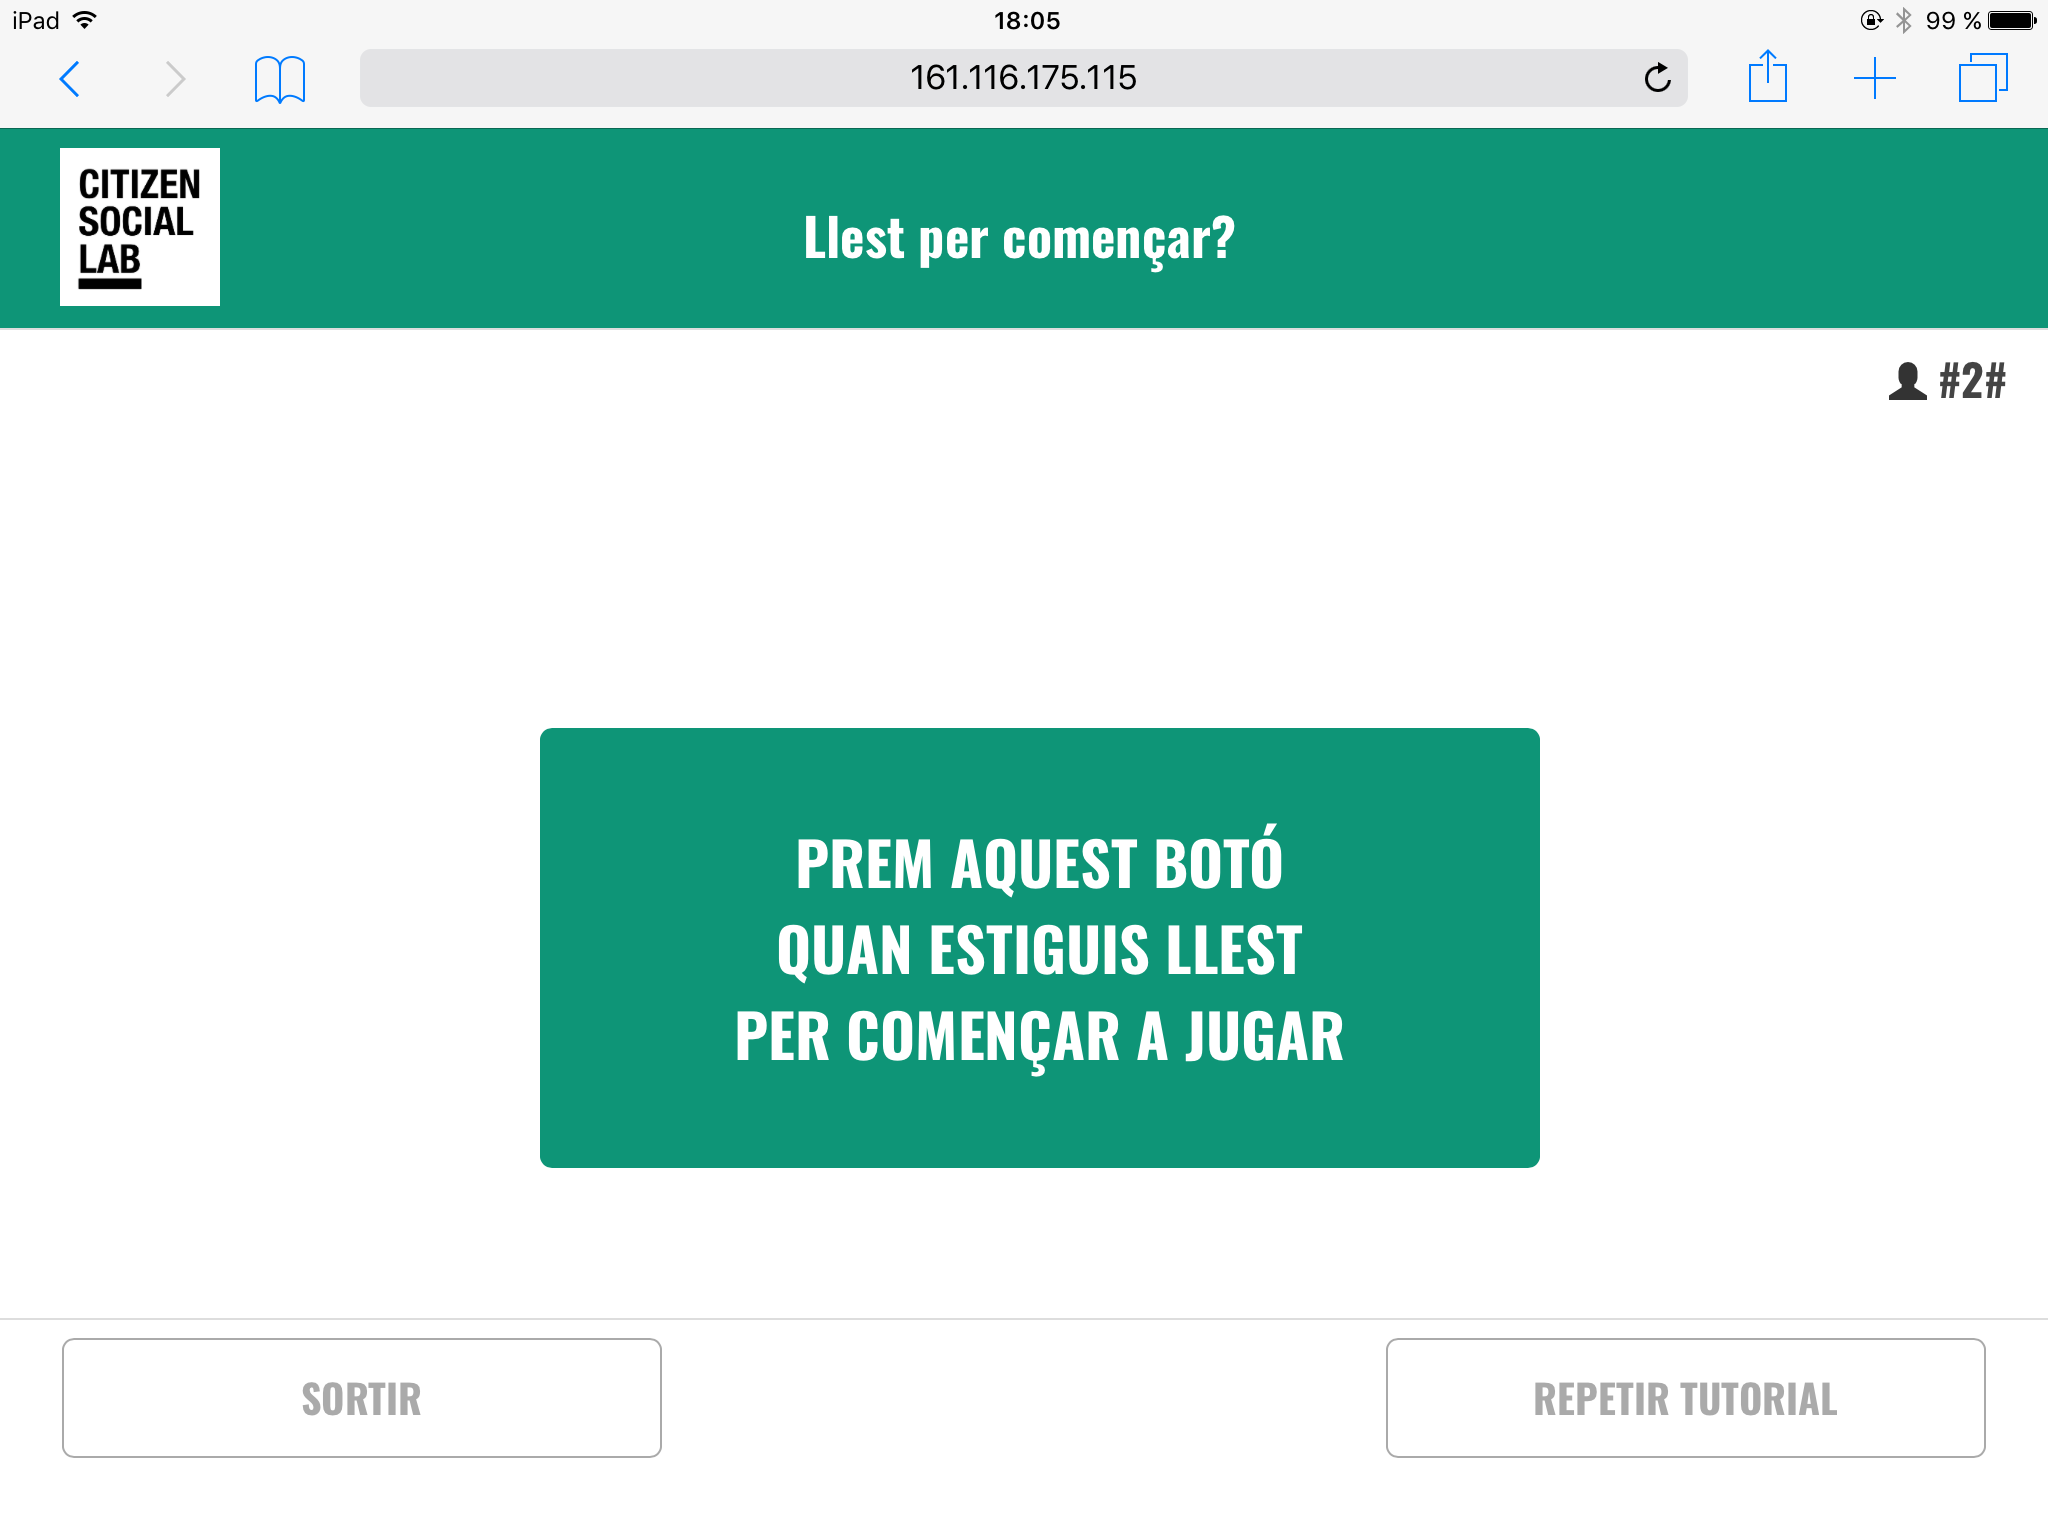 iPad 18:05 99 %
161.116.175.115
CITIZEN
SOCIAL
LAB
Llest per començar?
#2#
PREM AQUEST BOTÓ
QUAN ESTIGUIS LLEST
PER COMENÇAR A JUGAR
SORTIR
REPETIR TUTORIAL